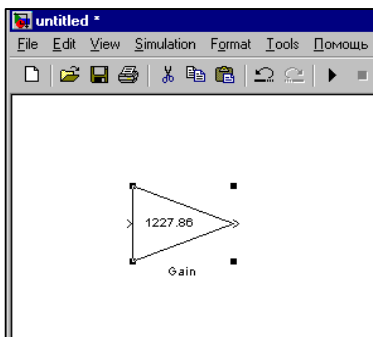 untitled *
File Edit View Simulation Format Tools Помощь
1227.86
Gain